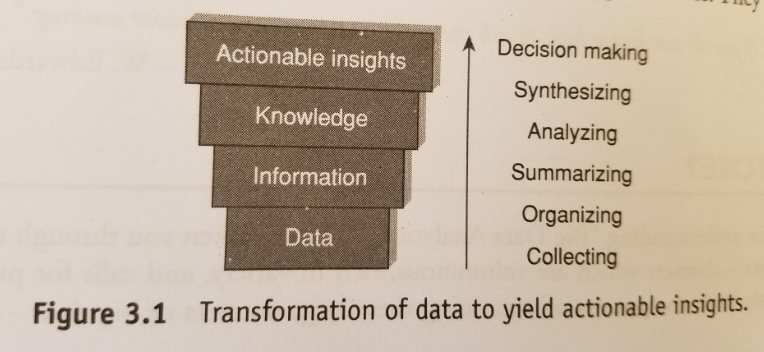 They
Actionable insights
Knowledge
Information
Data
Decision making
Synthesizing
Analyzing
Summarizing
Organizing
Collecting
Figure 3.1 Transformation of data to yield actionable insights.